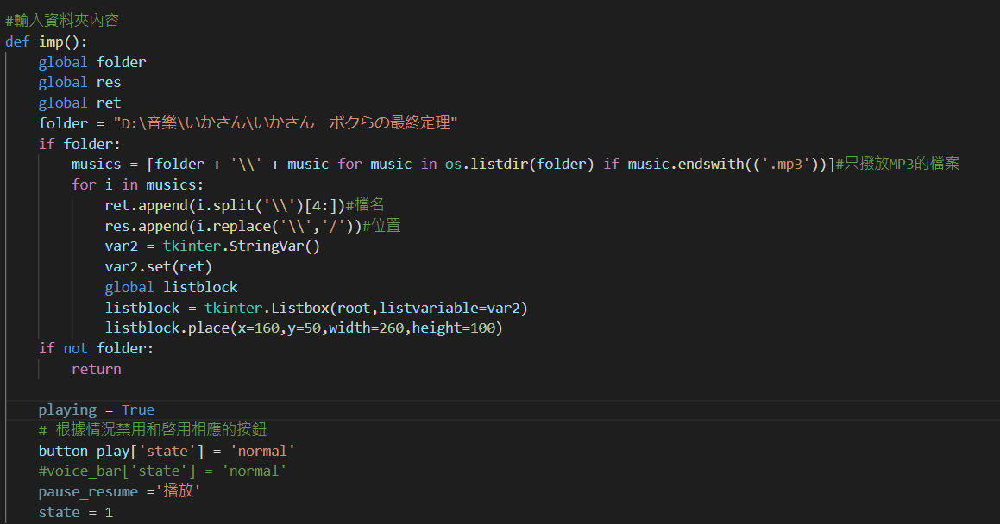 #輸入資料夾內容
def imp():
    global folder
    global res
    global ret
    folder = "D:\音樂\いかさん\いかさん　ボクらの最終定理"
    if folder:
        musics = [folder + '\\' + music for music in os.listdir(folder) if music.endswith(('.mp3'))]#只撥放MP3的檔案
        for i in musics:
            ret.append(i.split('\\')[4:])#檔名
            res.append(i.replace('\\','/'))#位置
            var2 = tkinter.StringVar()
            var2.set(ret)
            global listblock
            listblock = tkinter.Listbox(root,listvariable=var2)
            listblock.place(x=160,y=50,width=260,height=100)
    if not folder:
        return
    playing = True
    # 根據情況禁用和啓用相應的按鈕
    button_play['state'] = 'normal'
    #voice_bar['state'] = 'normal'
    pause_resume ='播放'
    state = 1